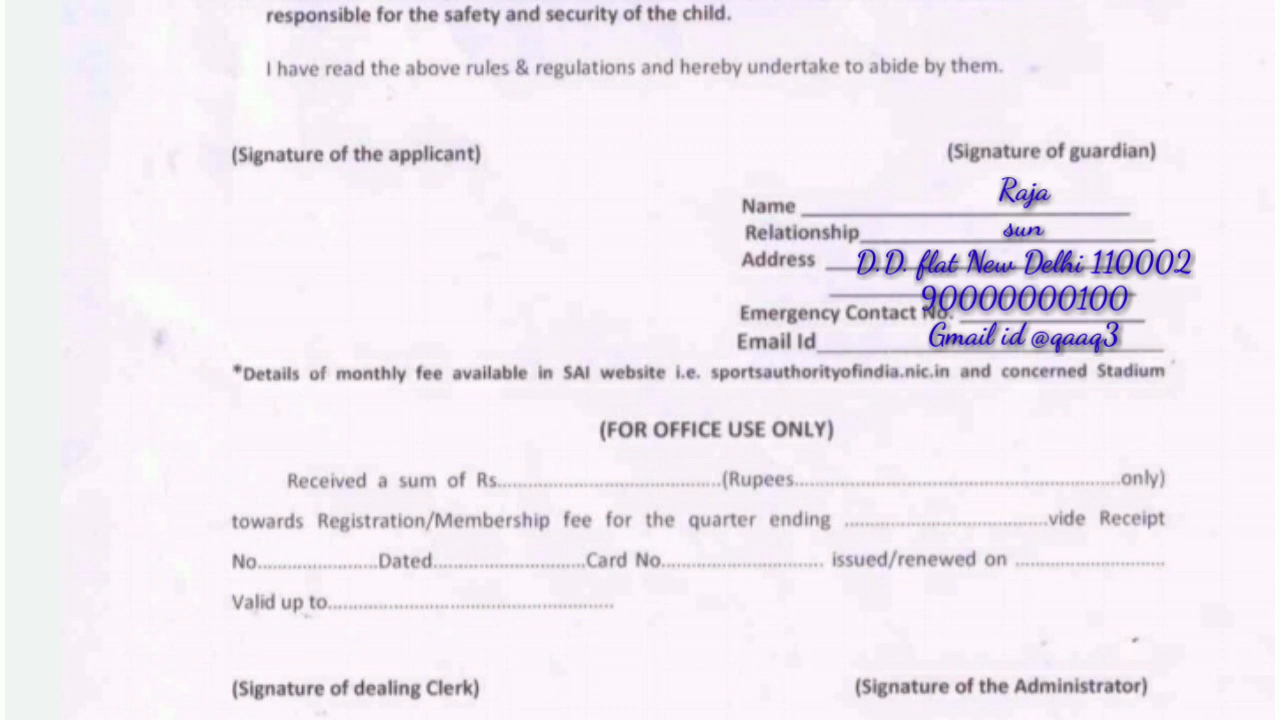 responsible for the safety and security of the child.
I have read the above rules & regulations and hereby undertake to abide by them.
(Signature of the applicant) (Signature of guardian)
Name Raja
Relationship sun
Address D.D. flat New Delhi 110002
Emergency Contact No. 90000000100
Email Id Gmail id @qaaq3
*Details of monthly fee available in SAI website i.e. sportsauthorityofindia.nic.in and concerned Stadium
(FOR OFFICE USE ONLY)
Received a sum of Rs..........................................(Rupees..............................................................only)
towards Registration/Membership fee for the quarter ending ......................................vide Receipt
No.......................Dated.............................Card No............................... issued/renewed on ............................
Valid up to......................................................
(Signature of dealing Clerk) (Signature of the Administrator)